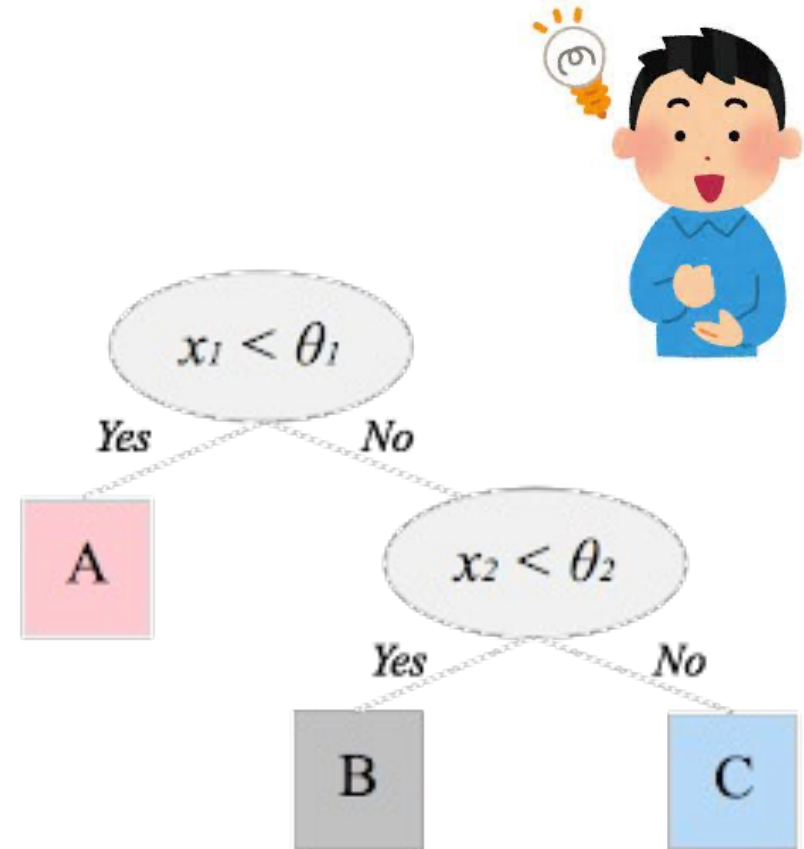 x₁ < θ₁
Yes
No
A
x₂ < θ₂
Yes
No
B
C